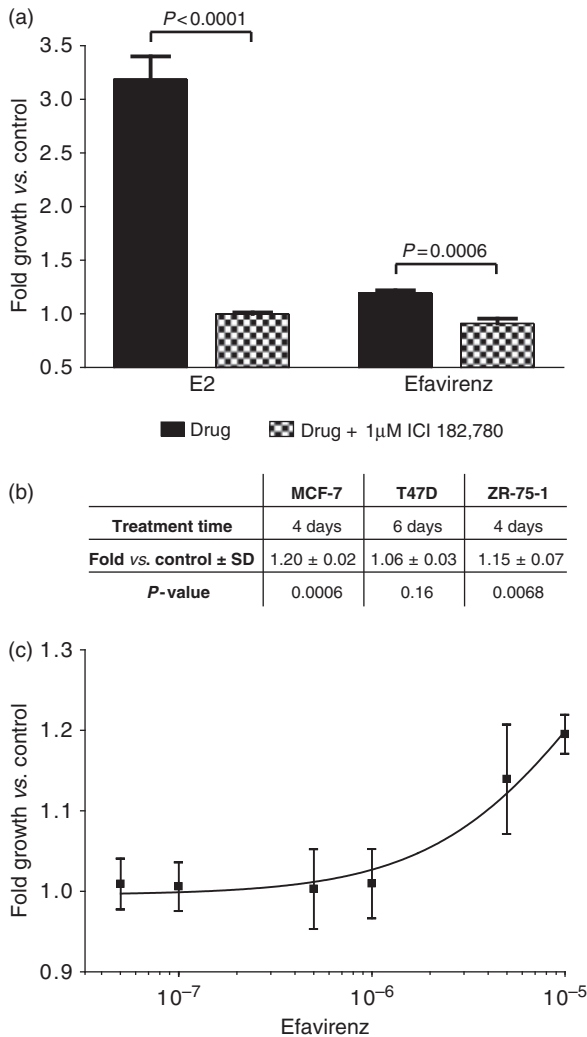 (a)
P<0.0001
3.5
3.0
2.5
2.0
1.5
1.0
0.5
Fold growth vs. control
P=0.0006
E2 Efavirenz
Drug Drug + 1μM ICI 182,780
(b)
MCF-7 T47D ZR-75-1
Treatment time 4 days 6 days 4 days
Fold vs. control ± SD 1.20 ± 0.02 1.06 ± 0.03 1.15 ± 0.07
P-value 0.0006 0.16 0.0068
(c)
1.3
1.2
1.1
1.0
0.9
Fold growth vs. control
10⁻⁷ 10⁻⁶ 10⁻⁵
Efavirenz